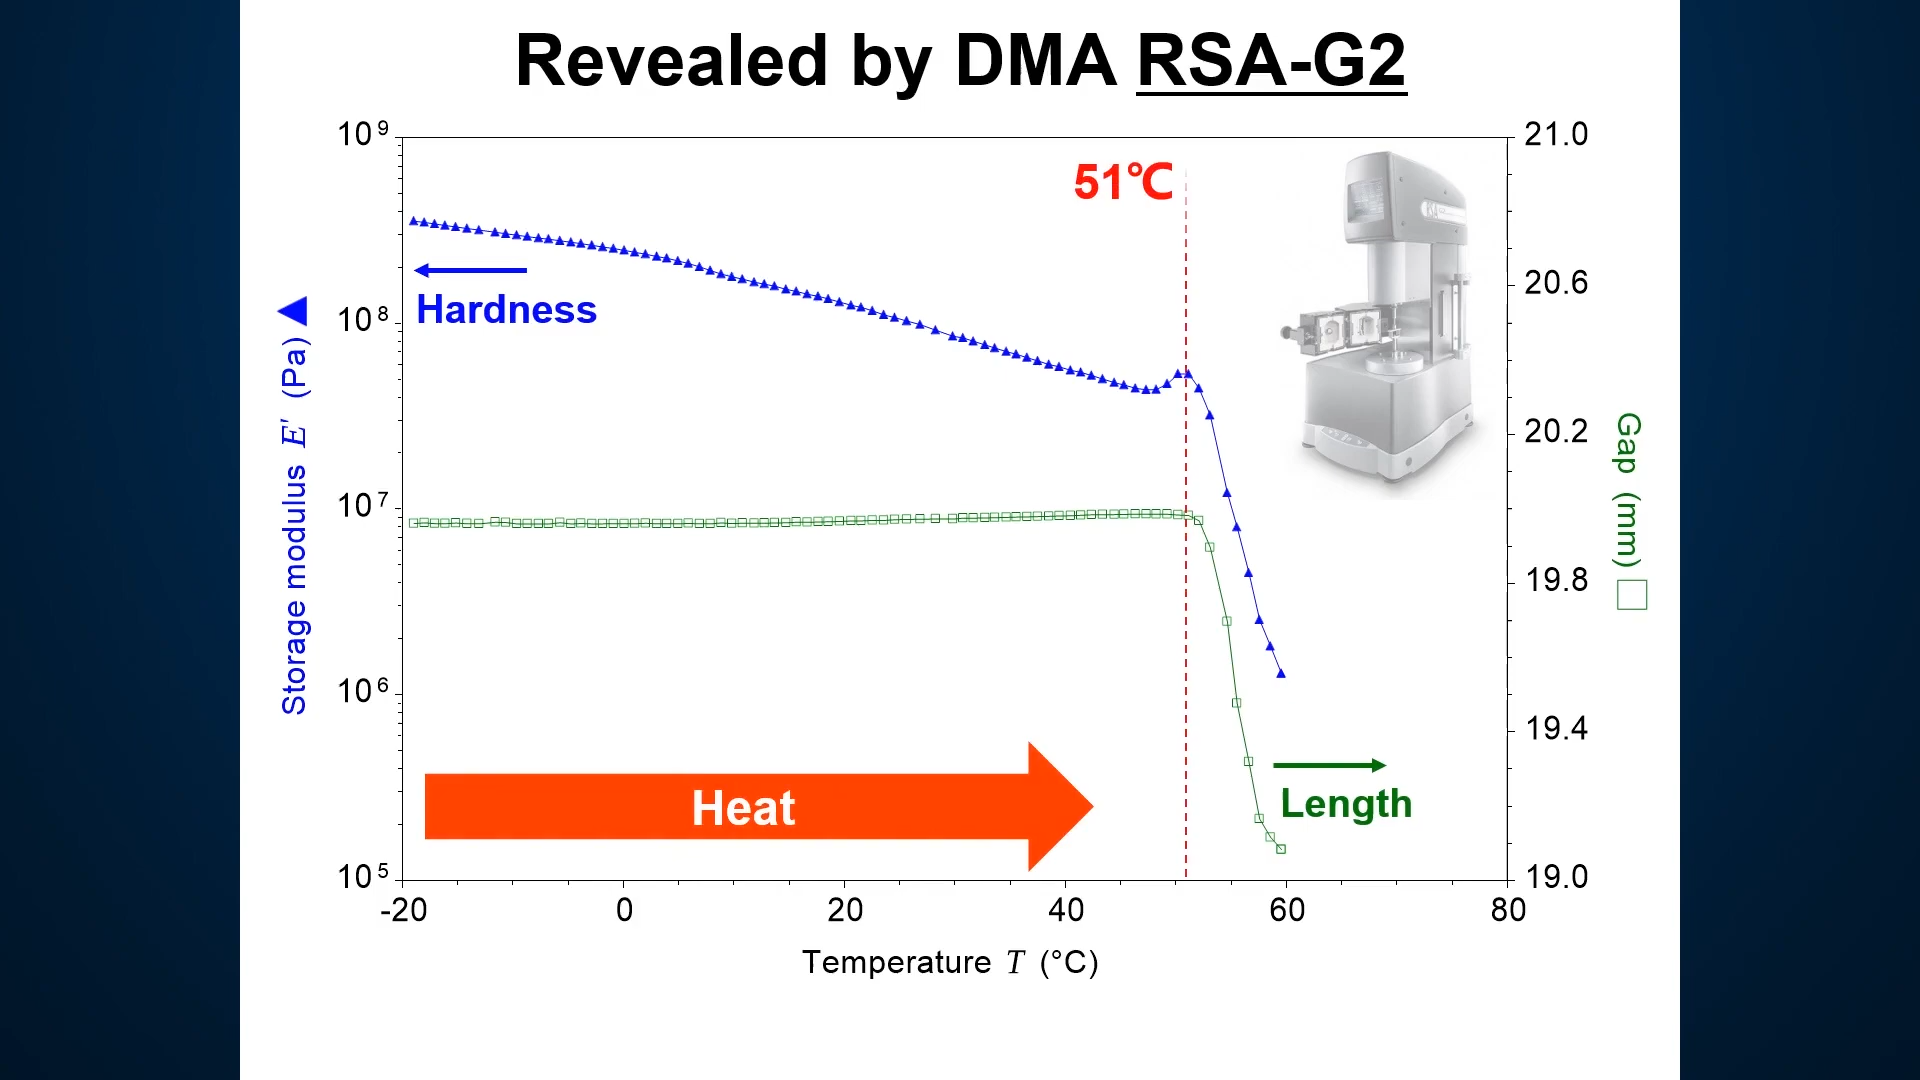 Revealed by DMA RSA-G2
10⁹
10⁸
10⁷
10⁶
10⁵
Storage modulus E' (Pa)
Hardness
51℃
21.0
20.6
20.2
19.8
19.4
19.0
Gap (mm)
Heat
Length
-20
0
20
40
60
80
Temperature T (°C)
RSA